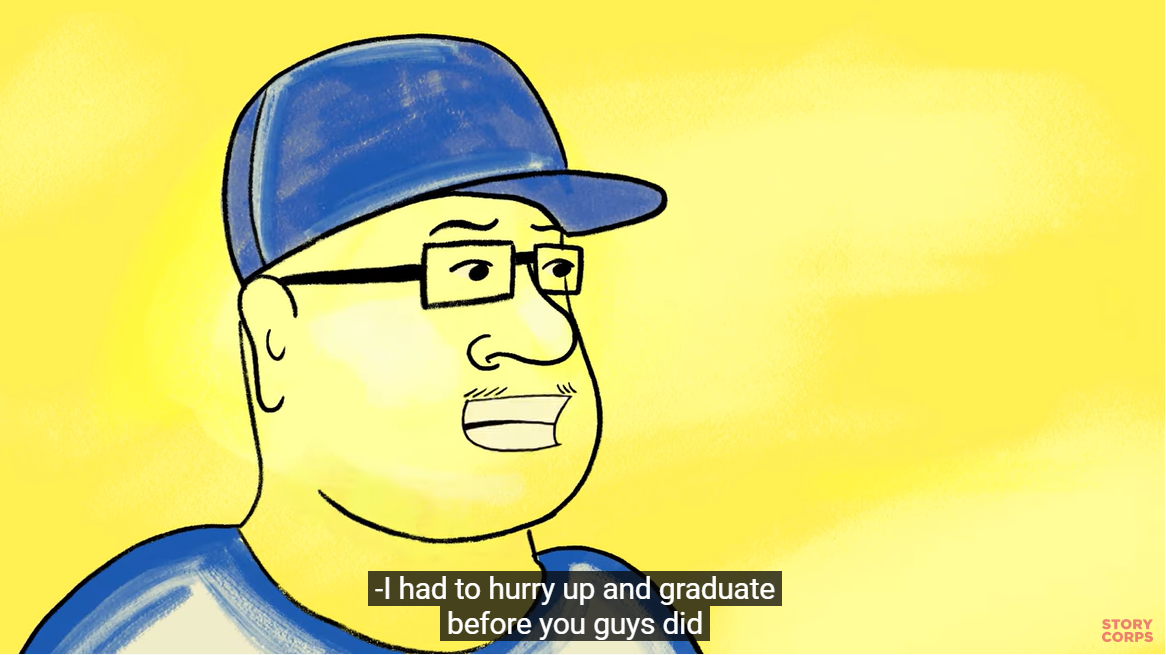 -I had to hurry up and graduate
before you guys did
STORY
CORPS